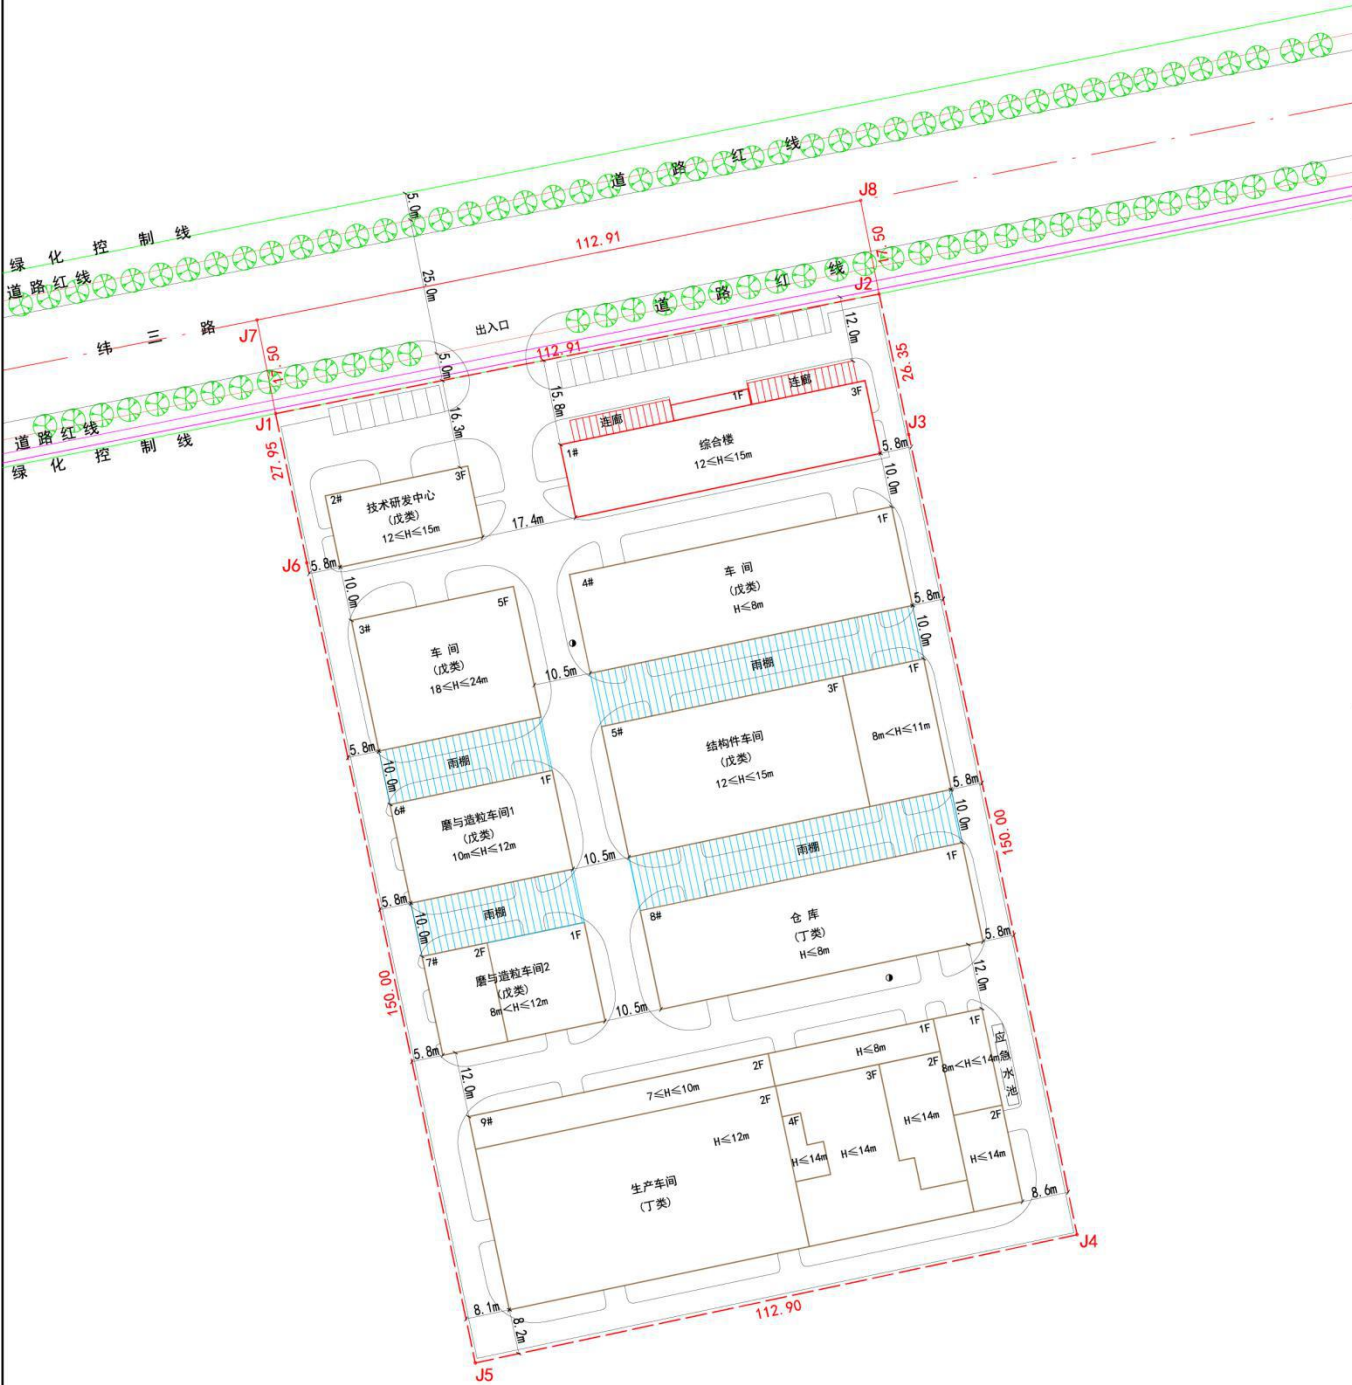 道 路 红 线
J8
5.0m
绿 化 控 制 线
112.91
17.50
道路红线
25.0m
道 路 红 线
J2
纬 三 路
J7
出入口
12.0m
17.50
5.0m
112.91
26.35
连廊
1F
3F
15.8m
连廊
J1
16.3m
J3
道路红线
综合楼
绿 化 控 制 线
1#
12≤H≤15m
5.8m
27.95
3F
10.0m
2#
技术研发中心
(戊类)
12≤H≤15m
17.4m
1F
J6
5.8m
10.0m
车 间
4#
(戊类)
5F
H≤8m
5.8m
3#
10.0m
车 间
(戊类)
雨棚
18≤H≤24m
10.5m
1F
3F
5#
结构件车间
8m<H≤11m
5.8m
(戊类)
雨棚
12≤H≤15m
10.0m
1F
5.8m
6#
10.0m
磨与造粒车间1
150.00
(戊类)
雨棚
10m≤H≤12m
10.5m
1F
5.8m
雨棚
8#
仓 库
10.0m
1F
(丁类)
5.8m
2F
H≤8m
7#
磨与造粒车间2
12.0m
(戊类)
150.00
8m<H≤12m
10.5m
1F
1F
5.8m
H≤8m
应急水池
2F
3F
2F
8m<H≤14m
12.0m
7≤H≤10m
2F
9#
4F
H≤14m
2F
H≤12m
H≤14m
H≤14m
H≤14m
生产车间
(丁类)
8.6m
J4
8.1m
112.90
8.2m
J5